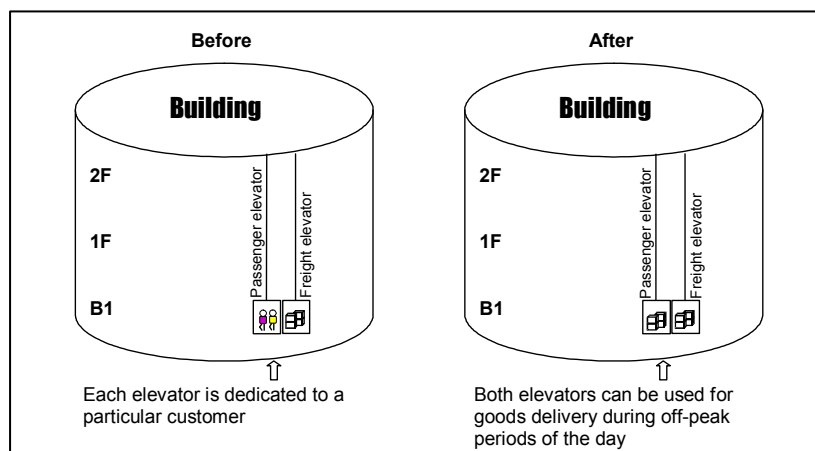 Before
Building
2F
1F
B1
Passenger elevator
Freight elevator
Each elevator is dedicated to a
particular customer
After
Building
2F
1F
B1
Passenger elevator
Freight elevator
Both elevators can be used for
goods delivery during off-peak
periods of the day